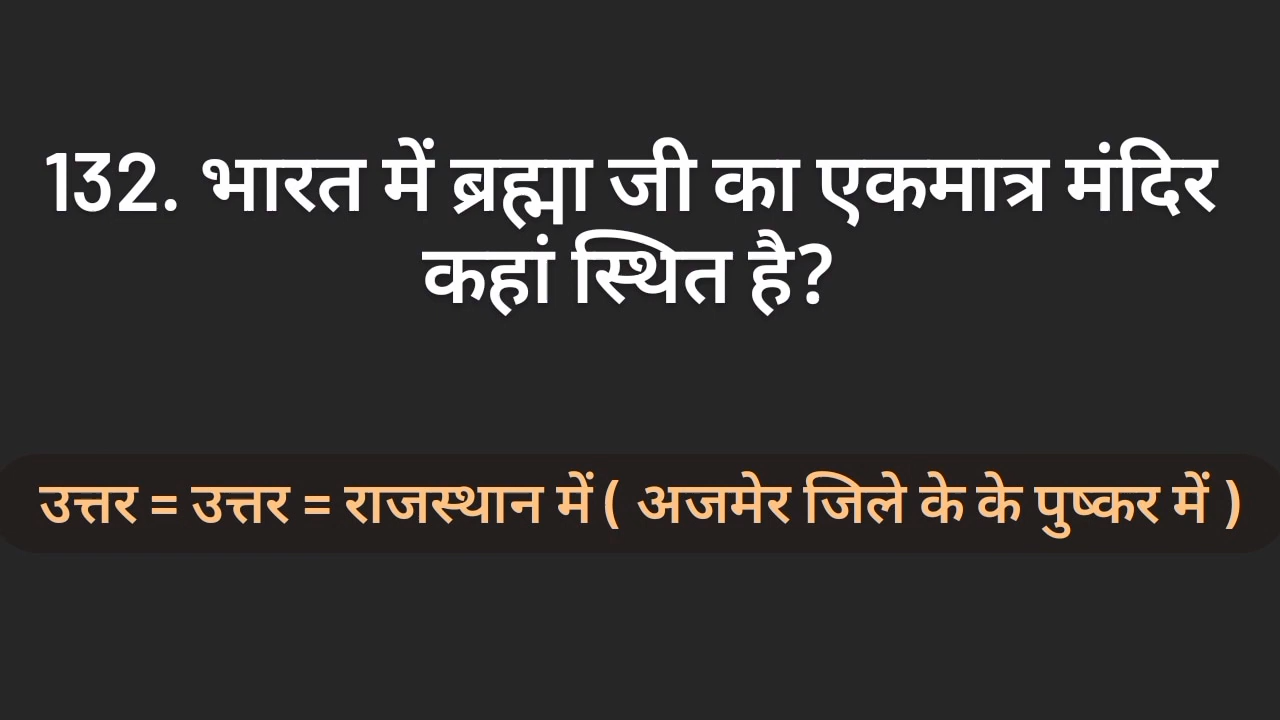 132. भारत में ब्रह्मा जी का एकमात्र मंदिर
कहां स्थित है?
उत्तर = उत्तर = राजस्थान में ( अजमेर जिले के के पुष्कर में )